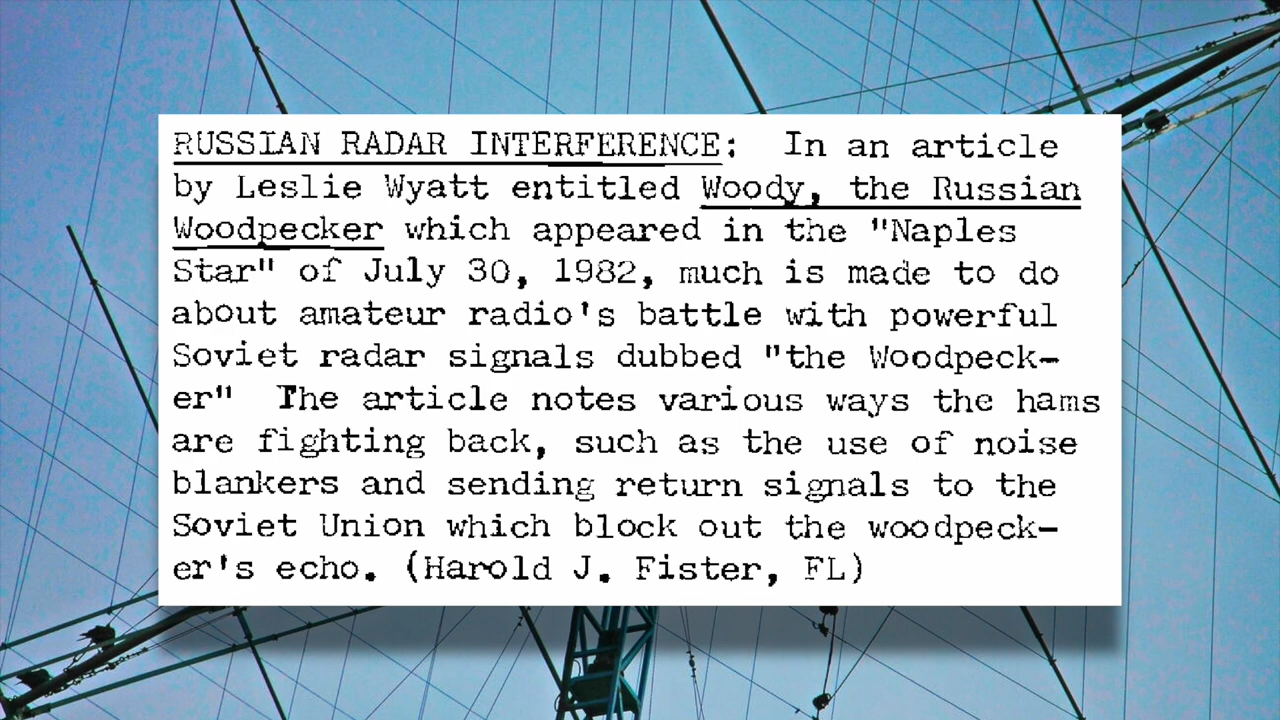 RUSSIAN RADAR INTERFERENCE: In an article
by Leslie Wyatt entitled Woody, the Russian
Woodpecker which appeared in the "Naples
Star" of July 30, 1982, much is made to do
about amateur radio's battle with powerful
Soviet radar signals dubbed "the Woodpeck-
er" The article notes various ways the hams
are fighting back, such as the use of noise
blankers and sending return signals to the
Soviet Union which block out the woodpeck-
er's echo. (Harold J. Fister, FL)